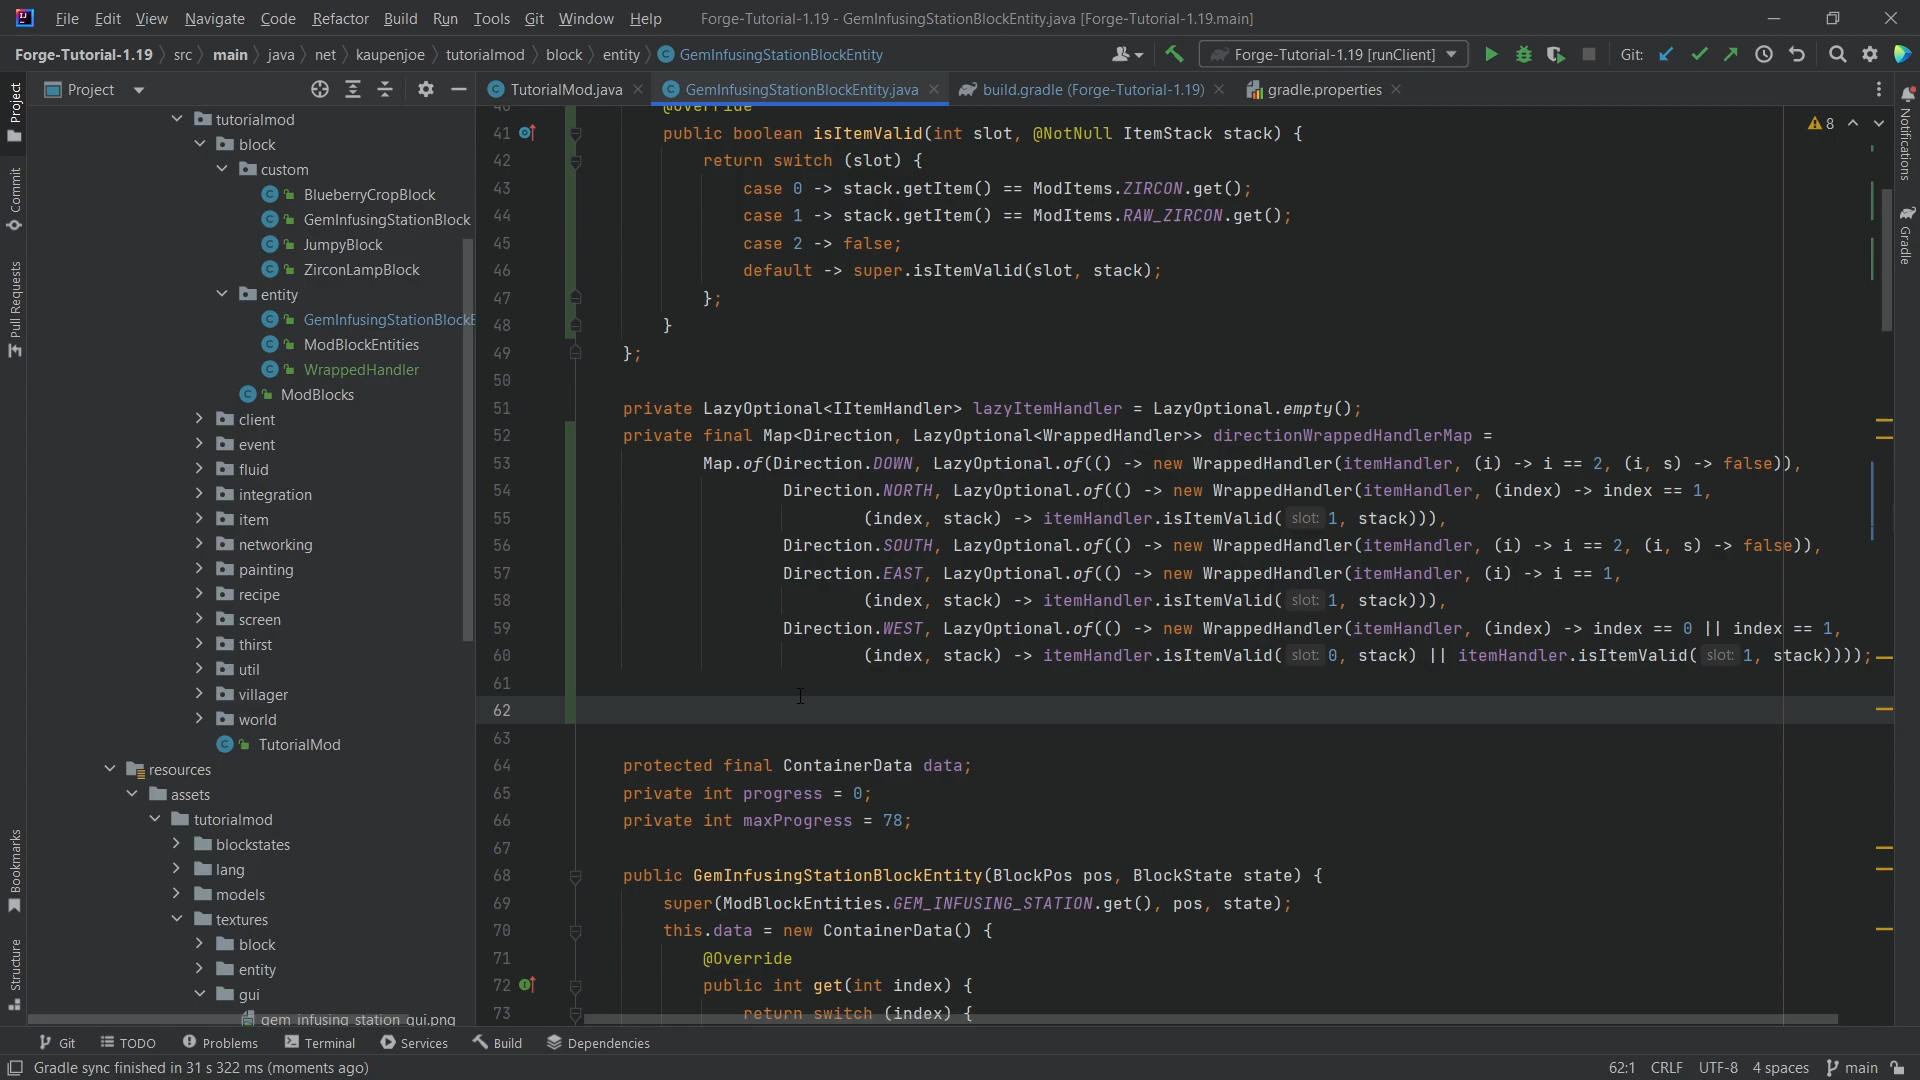 File Edit View Navigate Code Refactor Build Run Tools Git Window Help Forge-Tutorial-1.19 - GemInfusingStationBlockEntity.java [Forge-Tutorial-1.19.main]
Forge-Tutorial-1.19 src main java net kaupenjoe tutorialmod block entity GemInfusingStationBlockEntity Forge-Tutorial-1.19 [runClient] Git:
Project TutorialMod.java GemInfusingStationBlockEntity.java build.gradle (Forge-Tutorial-1.19) gradle.properties
Project
Commit
Pull Requests
Bookmarks
Structure
tutorialmod
block
custom
BlueberryCropBlock
GemInfusingStationBlock
JumpyBlock
ZirconLampBlock
entity
GemInfusingStationBlockE
ModBlockEntities
WrappedHandler
ModBlocks
client
event
fluid
integration
item
networking
painting
recipe
screen
thirst
util
villager
world
TutorialMod
resources
assets
tutorialmod
blockstates
lang
models
textures
block
entity
gui
gem_infusing_station_gui.png
40 @Override
41 public boolean isItemValid(int slot, @NotNull ItemStack stack) {
42 return switch (slot) {
43 case 0 -> stack.getItem() == ModItems.ZIRCON.get();
44 case 1 -> stack.getItem() == ModItems.RAW_ZIRCON.get();
45 case 2 -> false;
46 default -> super.isItemValid(slot, stack);
47 };
48 }
49 };
50
51 private LazyOptional<IItemHandler> lazyItemHandler = LazyOptional.empty();
52 private final Map<Direction, LazyOptional<WrappedHandler>> directionWrappedHandlerMap =
53 Map.of(Direction.DOWN, LazyOptional.of(() -> new WrappedHandler(itemHandler, (i) -> i == 2, (i, s) -> false)),
54 Direction.NORTH, LazyOptional.of(() -> new WrappedHandler(itemHandler, (index) -> index == 1,
55 (index, stack) -> itemHandler.isItemValid( slot: 1, stack))),
56 Direction.SOUTH, LazyOptional.of(() -> new WrappedHandler(itemHandler, (i) -> i == 2, (i, s) -> false)),
57 Direction.EAST, LazyOptional.of(() -> new WrappedHandler(itemHandler, (i) -> i == 1,
58 (index, stack) -> itemHandler.isItemValid( slot: 1, stack))),
59 Direction.WEST, LazyOptional.of(() -> new WrappedHandler(itemHandler, (index) -> index == 0 || index == 1,
60 (index, stack) -> itemHandler.isItemValid( slot: 0, stack) || itemHandler.isItemValid( slot: 1, stack))));
61
62
63
64 protected final ContainerData data;
65 private int progress = 0;
66 private int maxProgress = 78;
67
68 public GemInfusingStationBlockEntity(BlockPos pos, BlockState state) {
69 super(ModBlockEntities.GEM_INFUSING_STATION.get(), pos, state);
70 this.data = new ContainerData() {
71 @Override
72 public int get(int index) {
73 return switch (index) {
8
Notifications
Gradle
Git TODO Problems Terminal Services Build Dependencies
Gradle sync finished in 31 s 322 ms (moments ago) 62:1 CRLF UTF-8 4 spaces main